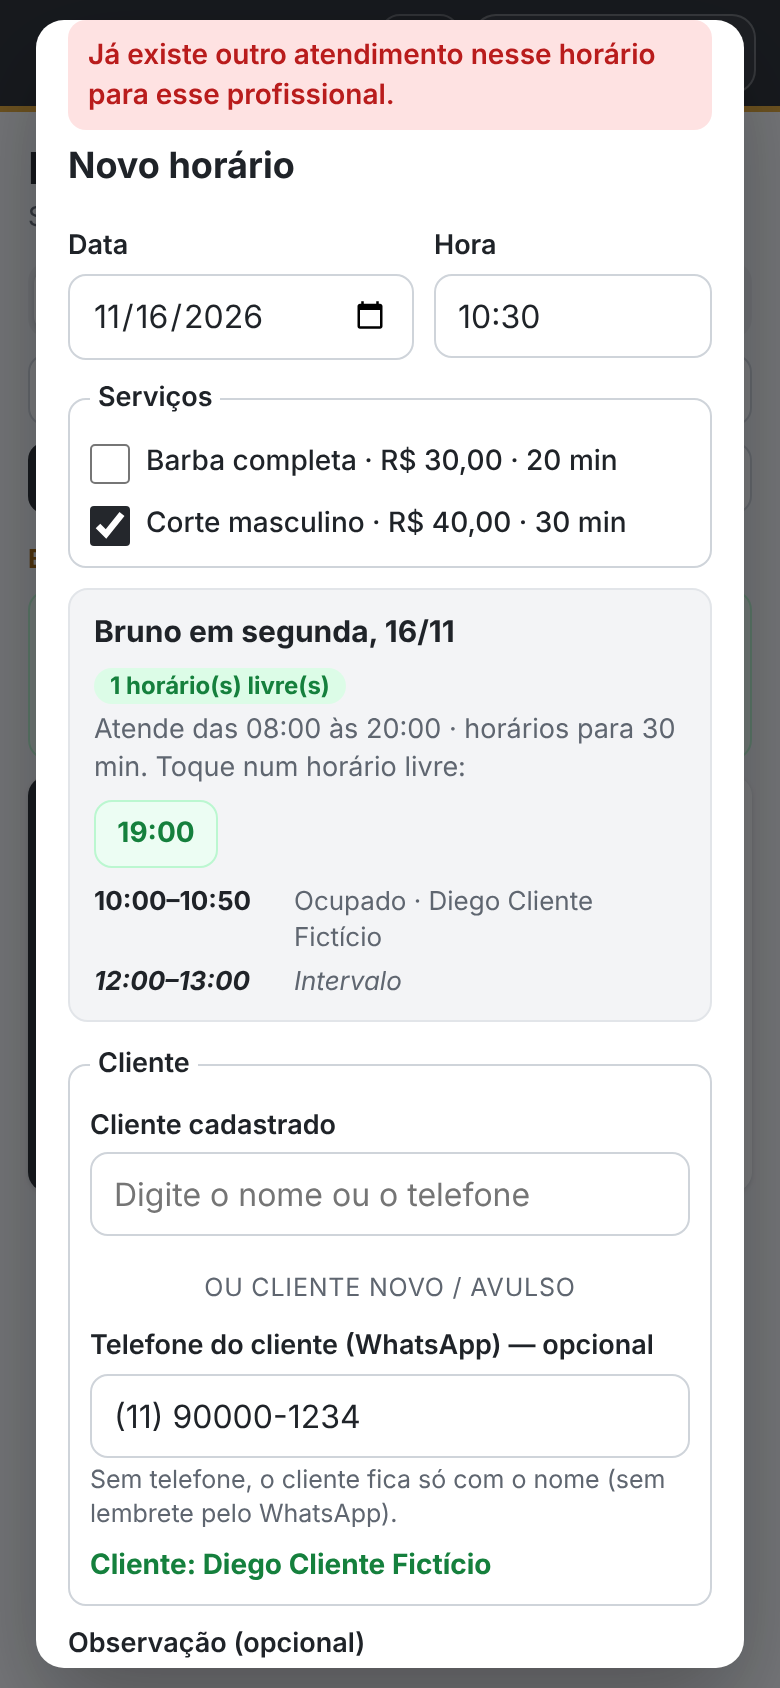 Já existe outro atendimento nesse horário
para esse profissional.
Novo horário
Data
Hora
11/16/2026
10:30
Serviços
Barba completa · R$ 30,00 · 20 min
Corte masculino · R$ 40,00 · 30 min
Bruno em segunda, 16/11
1 horário(s) livre(s)
Atende das 08:00 às 20:00 · horários para 30
min. Toque num horário livre:
19:00
10:00–10:50 Ocupado · Diego Cliente
Fictício
12:00–13:00 Intervalo
Cliente
Cliente cadastrado
Digite o nome ou o telefone
OU CLIENTE NOVO / AVULSO
Telefone do cliente (WhatsApp) — opcional
(11) 90000-1234
Sem telefone, o cliente fica só com o nome (sem
lembrete pelo WhatsApp).
Cliente: Diego Cliente Fictício
Observação (opcional)